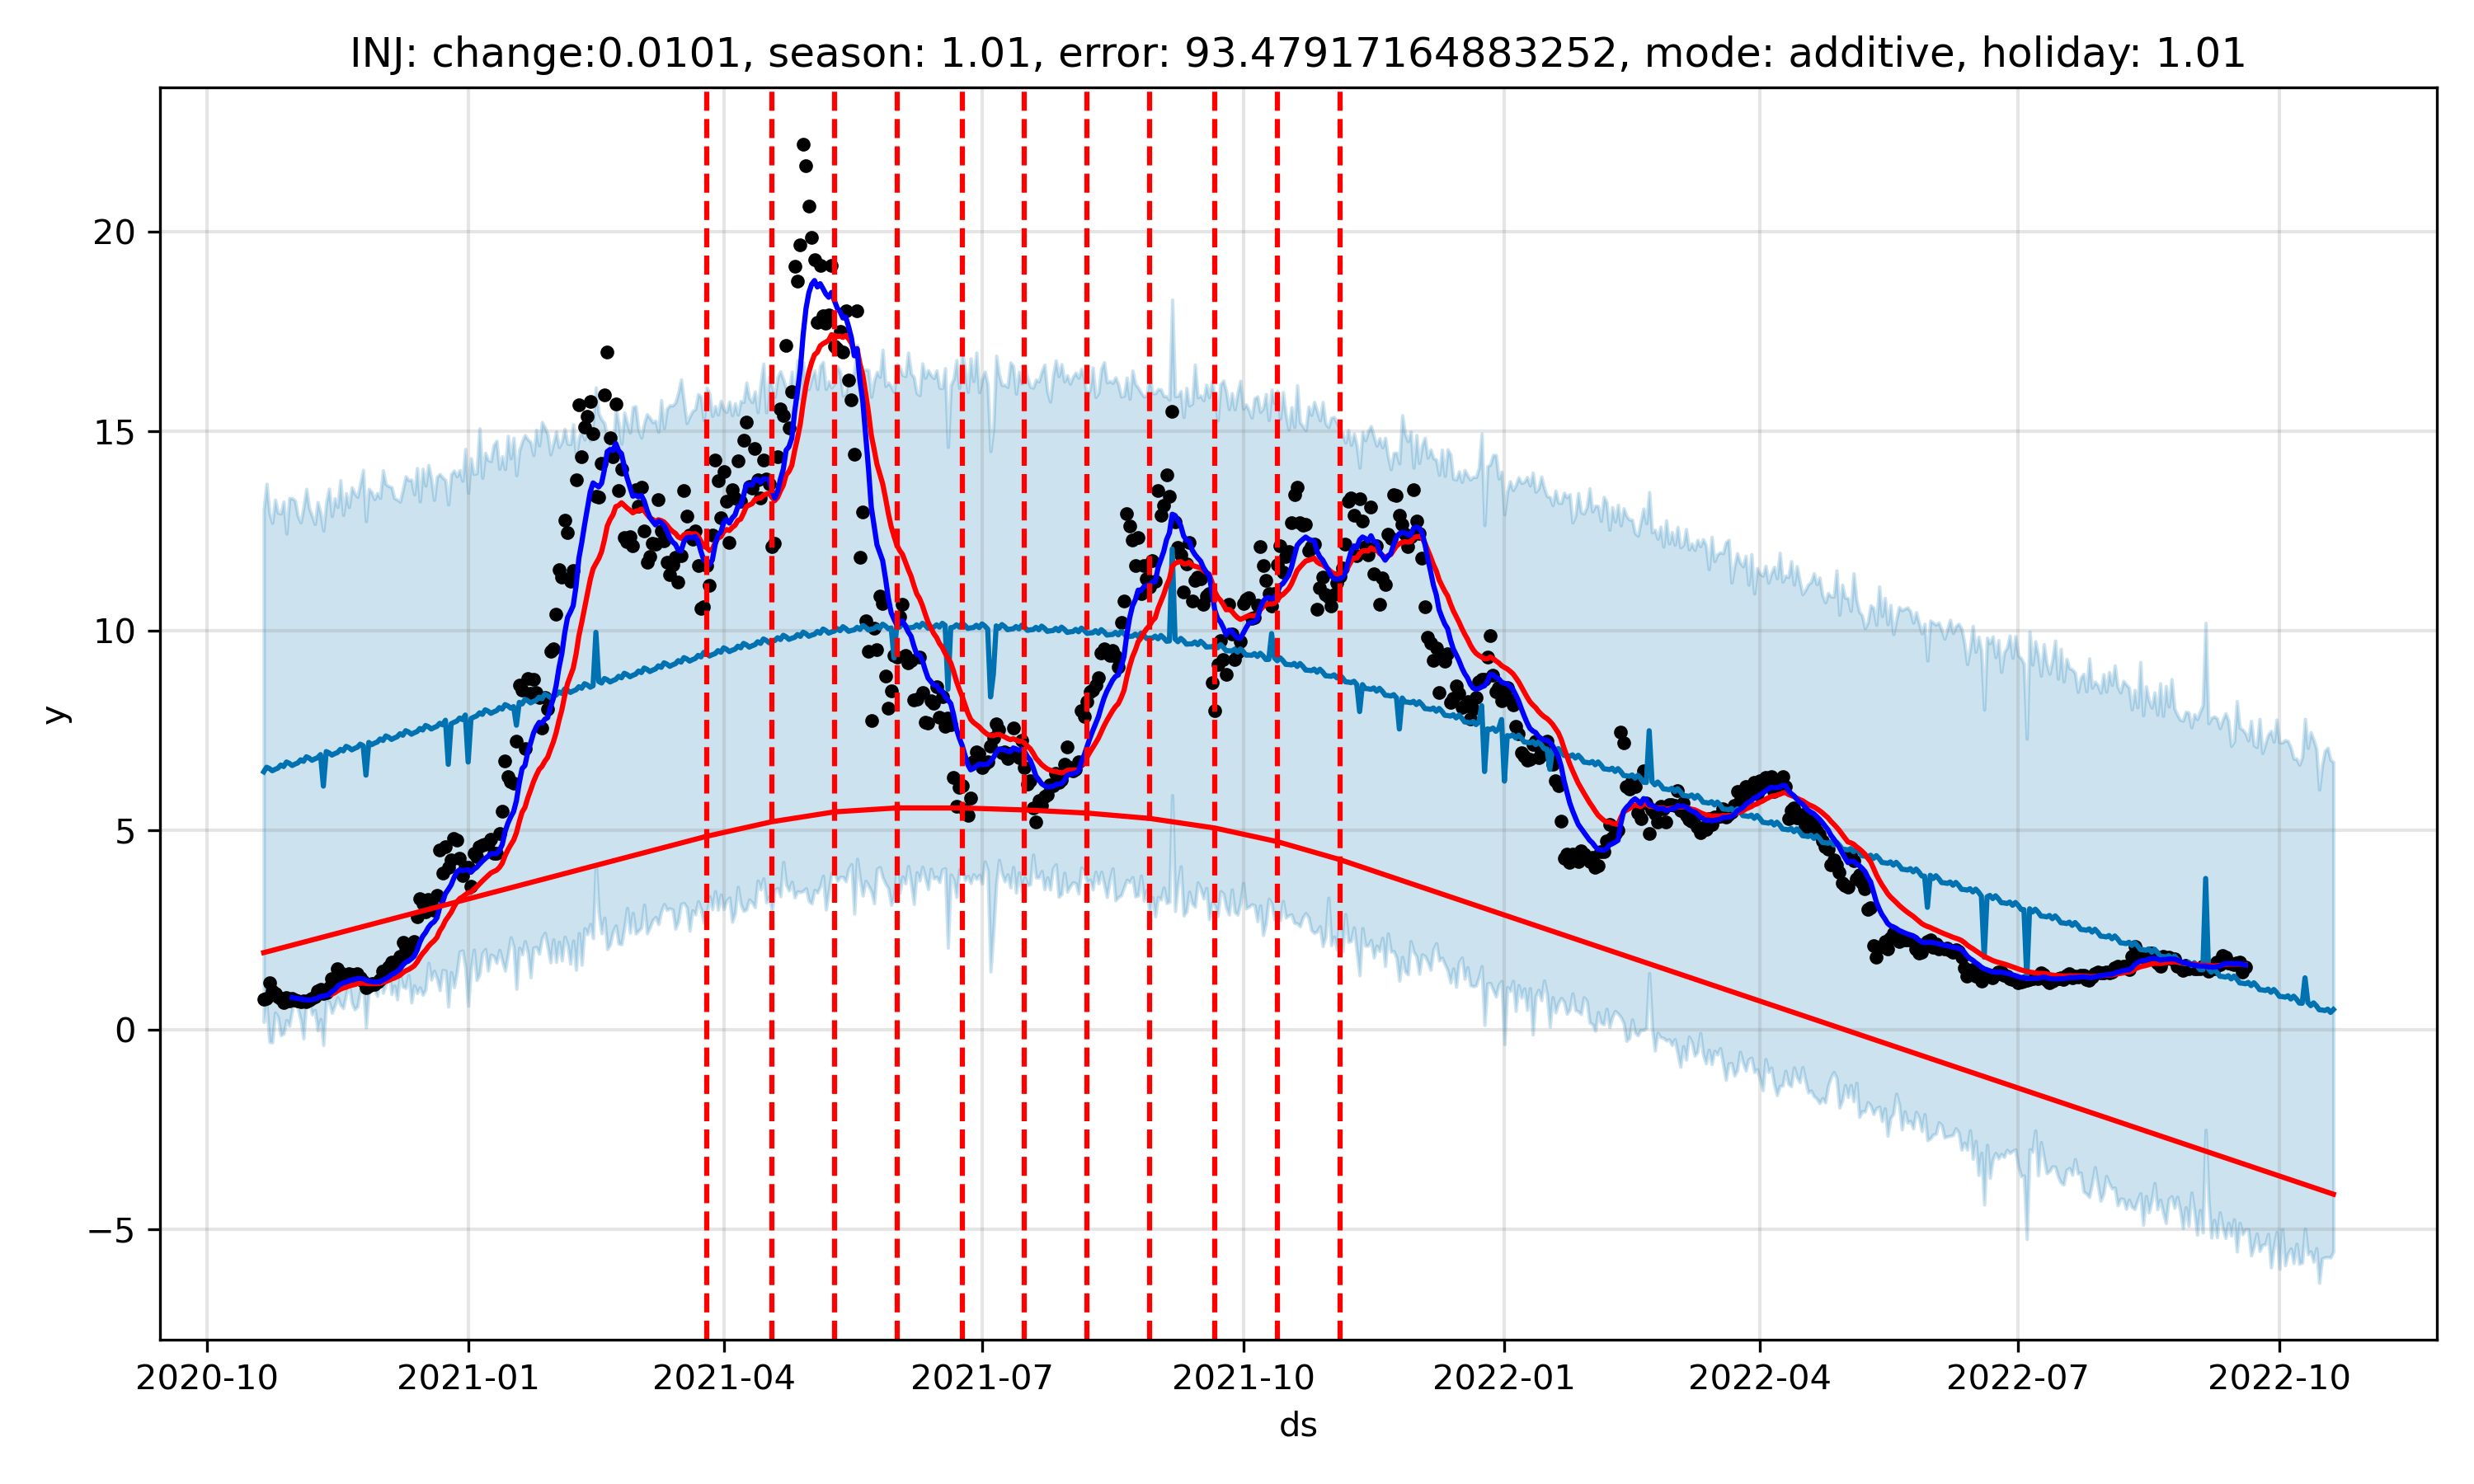 INJ: change:0.0101, season: 1.01, error: 93.47917164883252, mode: additive, holiday: 1.01
20
15
10
5
0
−5
y
2020-10 2021-01 2021-04 2021-07 2021-10 2022-01 2022-04 2022-07 2022-10
ds